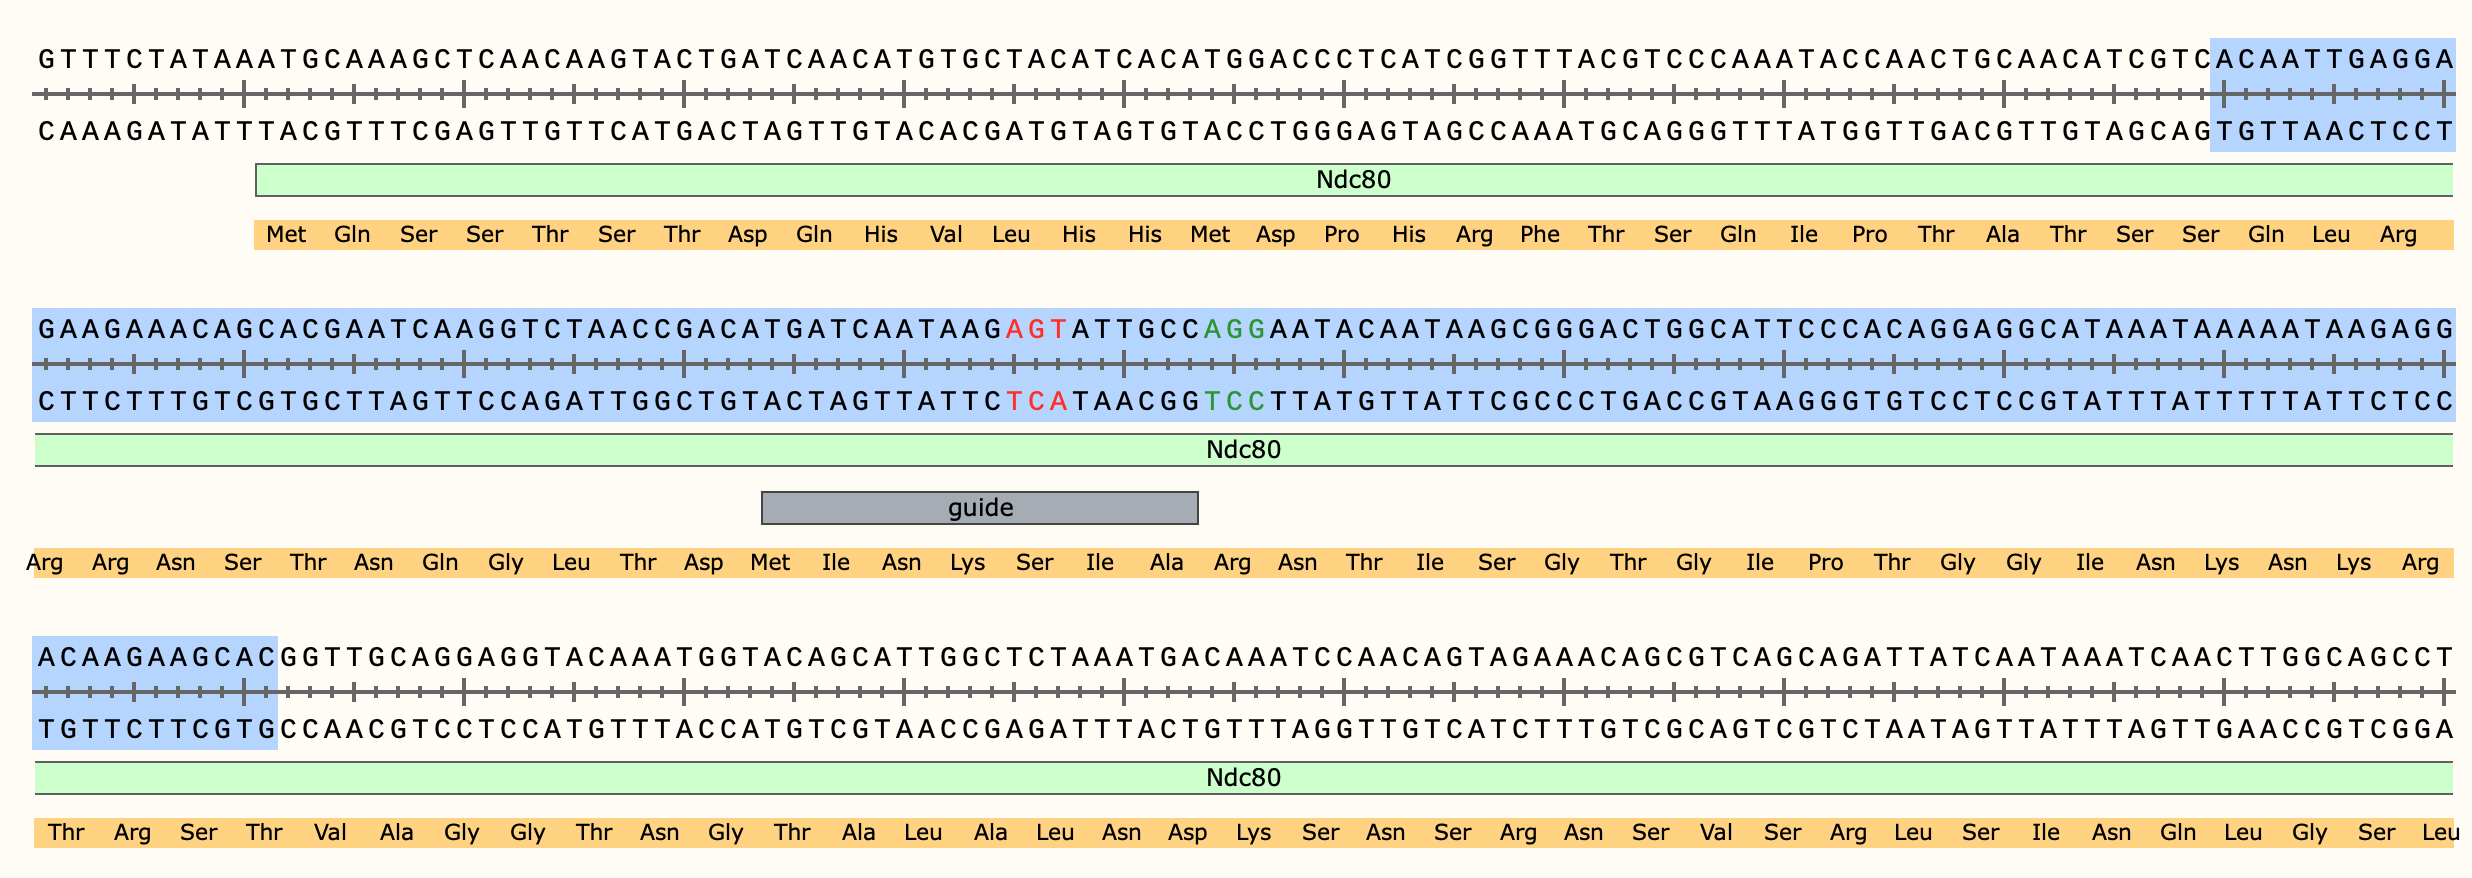 GTTTCTATAAATGCAAAGCTCAACAAGTACTGATCAACATGTGCTACATCACATGGACCCTCATCGGTTTACGTCCCAAATACCAACTGCAACATCGTCACAATTGAGGA
CAAAGATATTTACGTTTCGAGTTGTTCATGACTAGTTGTACACGATGTAGTGTACCTGGGAGTAGCCAAATGCAGGGTTTATGGTTGACGTTGTAGCAGTGTTAACTCCT
Ndc80
Met Gln Ser Ser Thr Ser Thr Asp Gln His Val Leu His His Met Asp Pro His Arg Phe Thr Ser Gln Ile Pro Thr Ala Thr Ser Ser Gln Leu Arg
GAAGAAACAGCACGAATCAAGGTCTAACCGACATGATCAATAAGAGTATTGCCAGGAATACAATAAGCGGGACTGGCATTCCCACAGGAGGCATAAATAAAAATAAGAGG
CTTCTTTGTCGTGCTTAGTTCCAGATTGGCTGTACTAGTTATTCTCATAACGGTCCTTATGTTATTCGCCCTGACCGTAAGGGTGTCCTCCGTATTTATTTTTATTCTCC
Ndc80
guide
Arg Arg Asn Ser Thr Asn Gln Gly Leu Thr Asp Met Ile Asn Lys Ser Ile Ala Arg Asn Thr Ile Ser Gly Thr Gly Ile Pro Thr Gly Gly Ile Asn Lys Asn Lys Arg
ACAAGAAGCACGGTTGCAGGAGGTACAAATGGTACAGCATTGGCTCTAAATGACAAATCCAACAGTAGAAACAGCGTCAGCAGATTATCAATAAATCAACTTGGCAGCCT
TGTTCTTCGTGCCAACGTCCTCCATGTTTACCATGTCGTAACCGAGATTTACTGTTTAGGTTGTCATCTTTGTCGCAGTCGTCTAATAGTTATTTAGTTGAACCGTCGGA
Ndc80
Thr Arg Ser Thr Val Ala Gly Gly Thr Asn Gly Thr Ala Leu Ala Leu Asn Asp Lys Ser Asn Ser Arg Asn Ser Val Ser Arg Leu Ser Ile Asn Gln Leu Gly Ser Leu